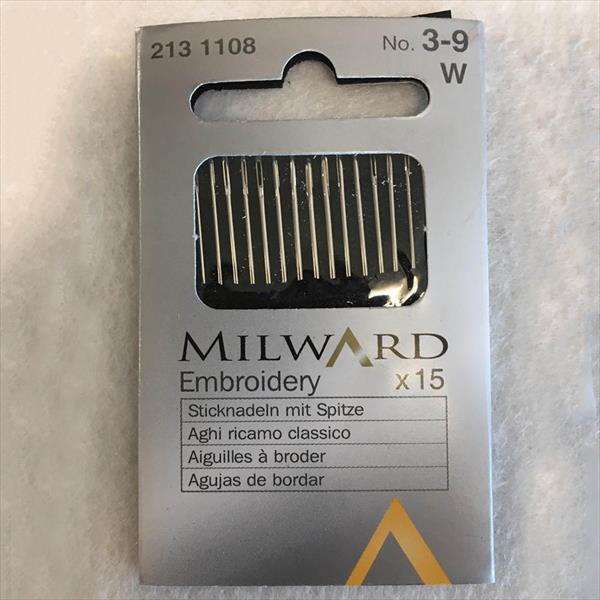 213 1108
No. 3-9
W
MILWARD
Embroidery x15
Sticknadeln mit Spitze
Aghi ricamo classico
Aiguilles à broder
Agujas de bordar